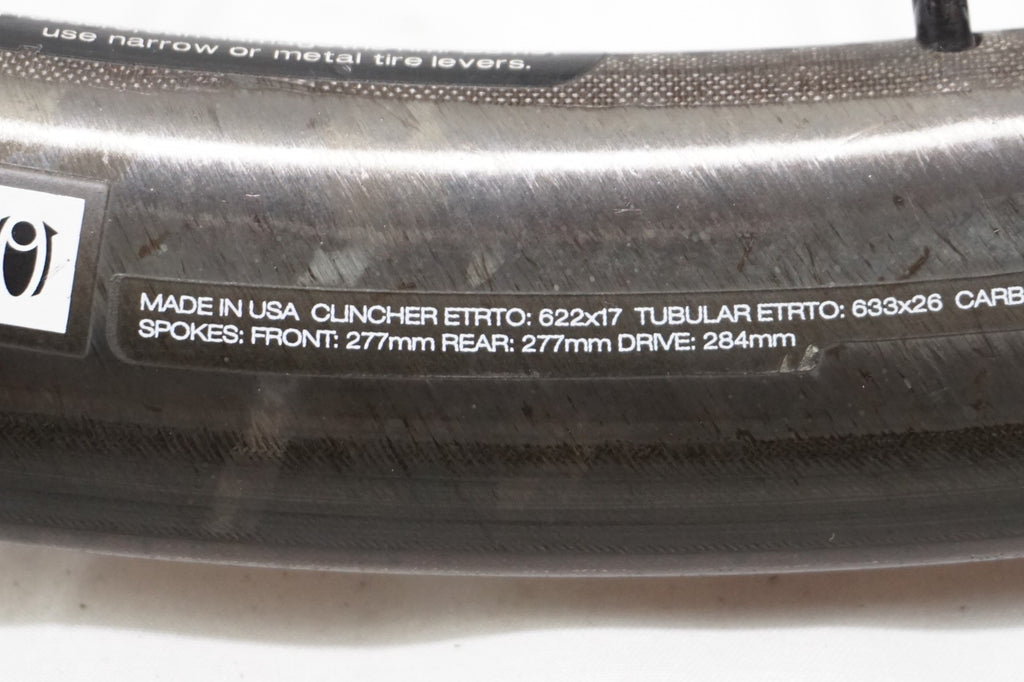 use narrow or metal tire levers.
MADE IN USA CLINCHER ETRTO: 622x17 TUBULAR ETRTO: 633x26 CARB
SPOKES: FRONT: 277mm REAR: 277mm DRIVE: 284mm